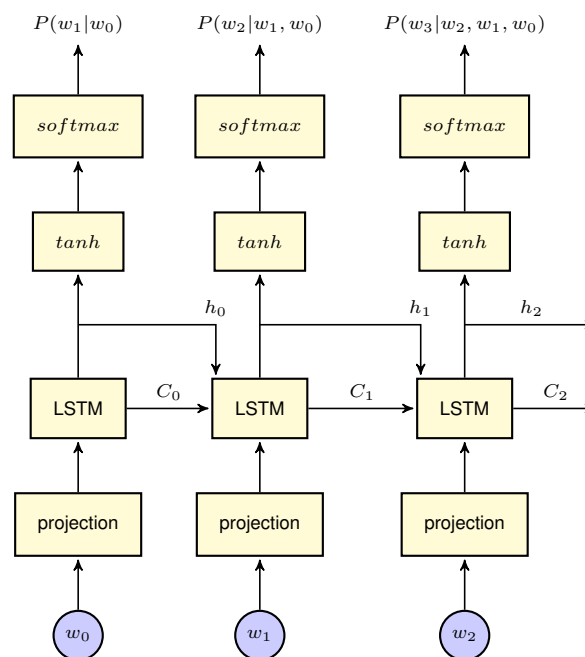 P(w₁|w₀) P(w₂|w₁, w₀) P(w₃|w₂, w₁, w₀)
softmax softmax softmax
tanh tanh tanh
h₀ h₁ h₂
C₀ C₁ C₂
LSTM LSTM LSTM
projection projection projection
w₀ w₁ w₂